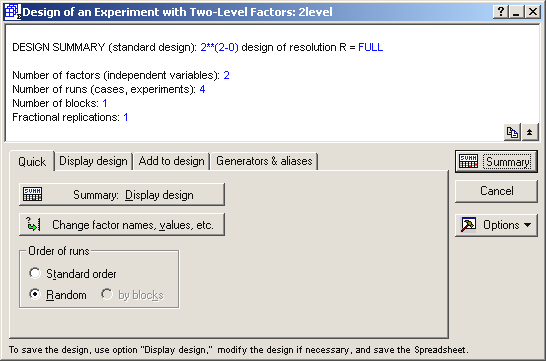 Design of an Experiment with Two-Level Factors: 2level
DESIGN SUMMARY (standard design): 2**(2-0) design of resolution R = FULL
Number of factors (independent variables): 2
Number of runs (cases, experiments): 4
Number of blocks: 1
Fractional replications: 1
Quick
Display design
Add to design
Generators & aliases
Summary
Summary: Display design
Cancel
Change factor names, values, etc.
Options
Order of runs
Standard order
Random
by blocks
To save the design, use option "Display design," modify the design if necessary, and save the Spreadsheet.